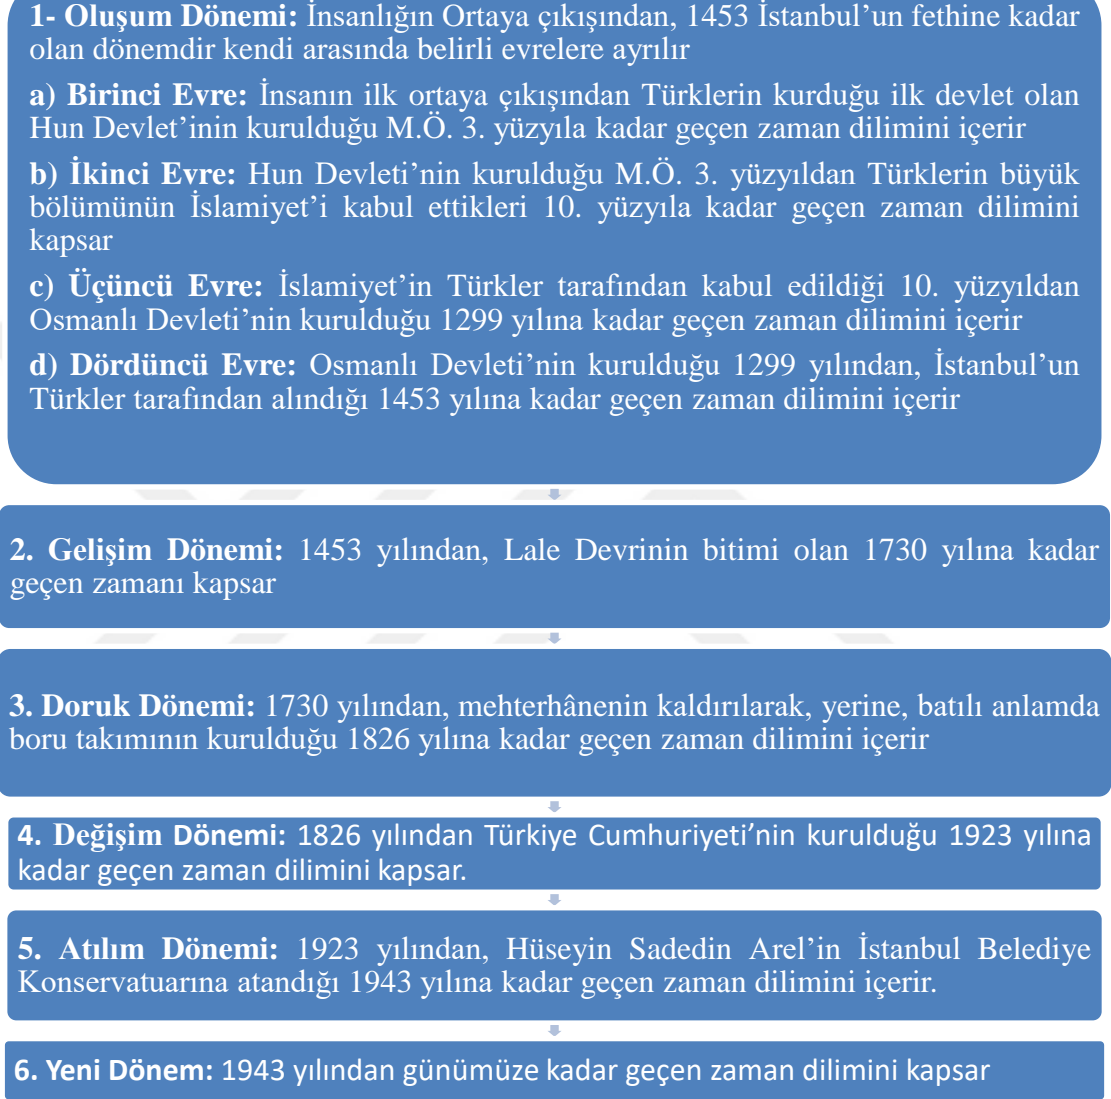 1- Oluşum Dönemi: İnsanlığın Ortaya çıkışından, 1453 İstanbul’un fethine kadar
olan dönemdir kendi arasında belirli evrelere ayrılır
a) Birinci Evre: İnsanın ilk ortaya çıkışından Türklerin kurduğu ilk devlet olan
Hun Devlet’inin kurulduğu M.Ö. 3. yüzyıla kadar geçen zaman dilimini içerir
b) İkinci Evre: Hun Devleti’nin kurulduğu M.Ö. 3. yüzyıldan Türklerin büyük
bölümünün İslamiyet’i kabul ettikleri 10. yüzyıla kadar geçen zaman dilimini
kapsar
c) Üçüncü Evre: İslamiyet’in Türkler tarafından kabul edildiği 10. yüzyıldan
Osmanlı Devleti’nin kurulduğu 1299 yılına kadar geçen zaman dilimini içerir
d) Dördüncü Evre: Osmanlı Devleti’nin kurulduğu 1299 yılından, İstanbul’un
Türkler tarafından alındığı 1453 yılına kadar geçen zaman dilimini içerir
2. Gelişim Dönemi: 1453 yılından, Lale Devrinin bitimi olan 1730 yılına kadar
geçen zamanı kapsar
3. Doruk Dönemi: 1730 yılından, mehterhânenin kaldırılarak, yerine, batılı anlamda
boru takımının kurulduğu 1826 yılına kadar geçen zaman dilimini içerir
4. Değişim Dönemi: 1826 yılından Türkiye Cumhuriyeti’nin kurulduğu 1923 yılına
kadar geçen zaman dilimini kapsar.
5. Atılım Dönemi: 1923 yılından, Hüseyin Sadedin Arel’in İstanbul Belediye
Konservatuarına atandığı 1943 yılına kadar geçen zaman dilimini içerir.
6. Yeni Dönem: 1943 yılından günümüze kadar geçen zaman dilimini kapsar